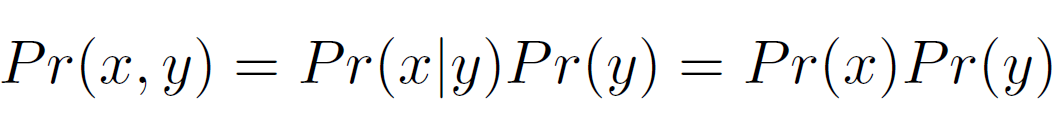 Pr(x, y) = Pr(x|y)Pr(y) = Pr(x)Pr(y)